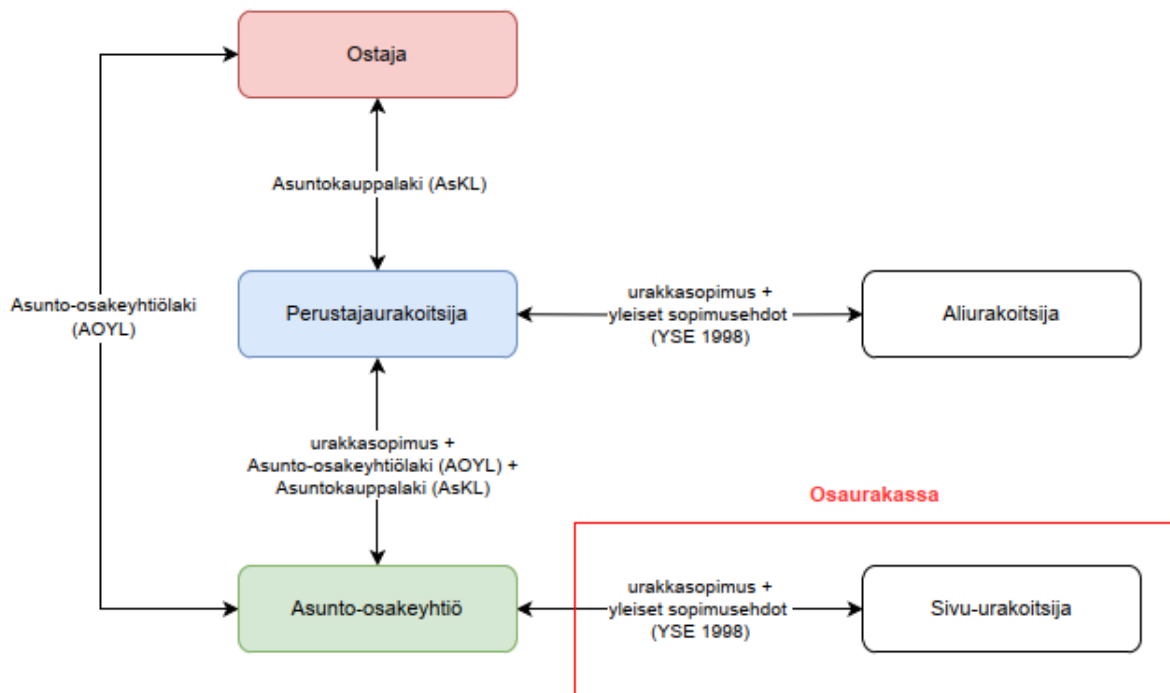 Ostaja
Asuntokauppalaki (AsKL)
Asunto-osakeyhtiölaki
(AOYL)
Perustajaurakoitsija
urakkasopimus +
yleiset sopimusehdot
(YSE 1998)
Aliurakoitsija
urakkasopimus +
Asunto-osakeyhtiölaki (AOYL) +
Asuntokauppalaki (AsKL)
Osaurakassa
Asunto-osakeyhtiö
urakkasopimus +
yleiset sopimusehdot
(YSE 1998)
Sivu-urakoitsija